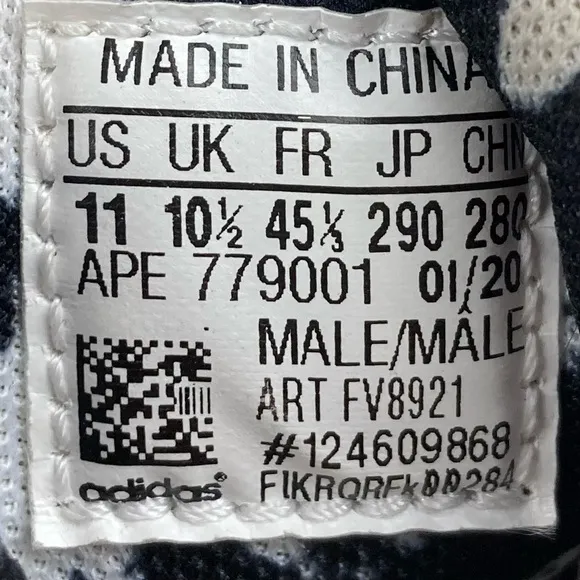 MADE IN CHINA
US UK FR JP CHN
11 10½ 45⅓ 290 280
APE 779001 01/20
MALE/MÂLE
ART FV8921
#124609868
adidas®